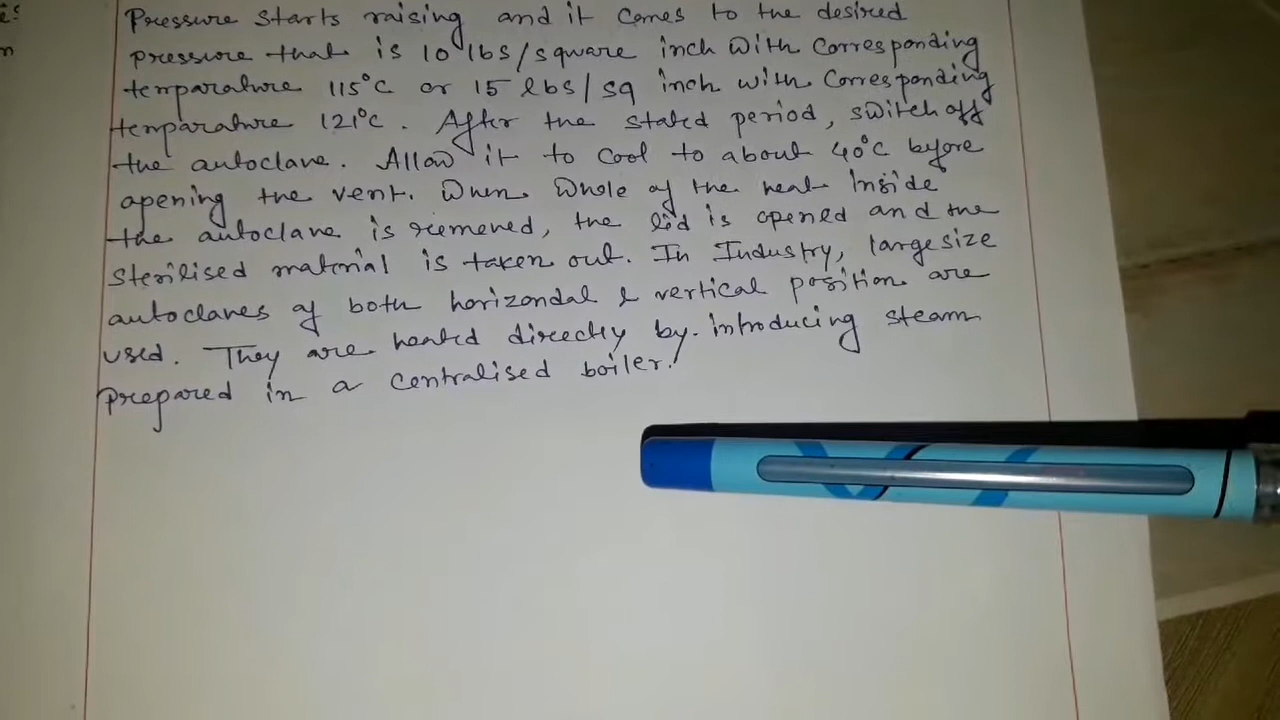 Pressure starts raising and it comes to the desired
pressure that is 10 lbs/square inch with corresponding
temparature 115°C or 15 lbs/sq inch with corresponding
temparature 121°C. After the stated period, switch off
the autoclave. Allow it to cool to about 40°C before
opening the vent. When whole of the heat Inside
the autoclave is removed, the lid is opened and the
sterilised material is taken out. In Industry, large size
autoclaves of both horizondal & vertical position are
used. They are heated directly by introducing steam
prepared in a centralised boiler.